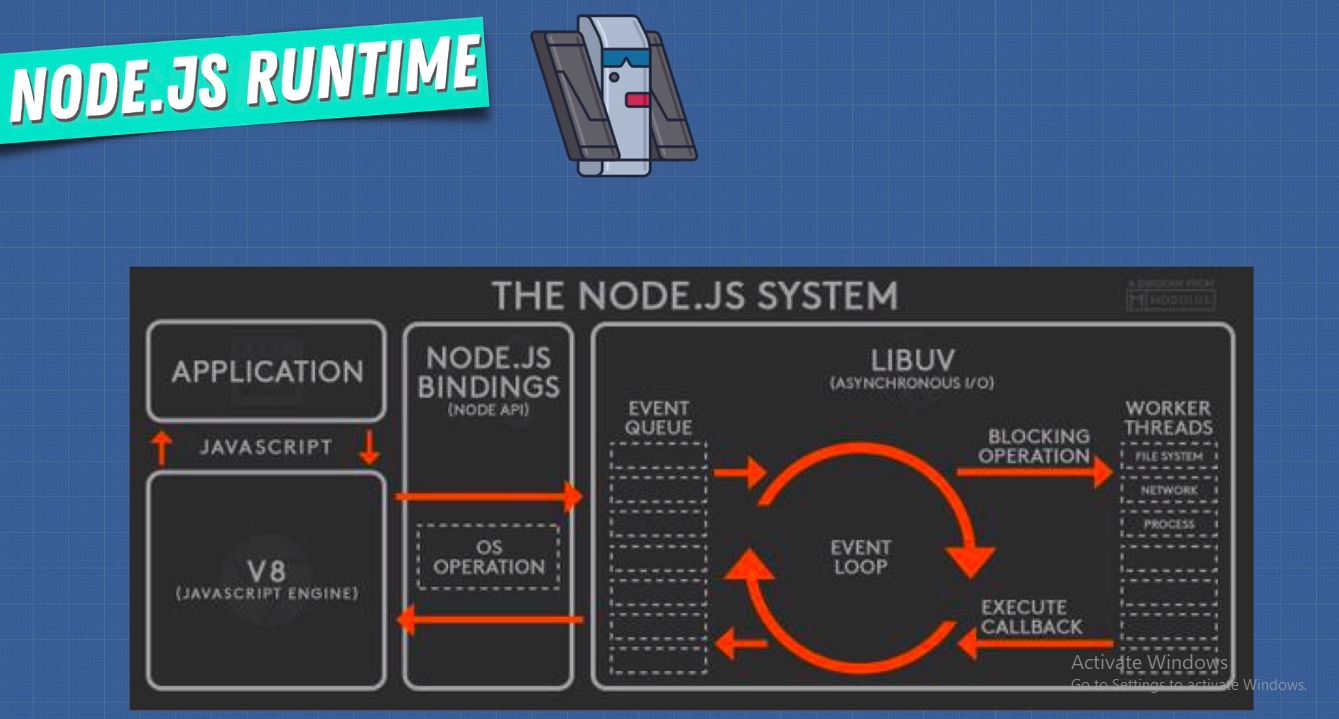 NODE.JS RUNTIME
THE NODE.JS SYSTEM
A DIAGRAM FROM
MODULUS
APPLICATION
JAVASCRIPT
V8
(JAVASCRIPT ENGINE)
NODE.JS
BINDINGS
(NODE API)
OS
OPERATION
LIBUV
(ASYNCHRONOUS I/O)
EVENT
QUEUE
EVENT
LOOP
BLOCKING
OPERATION
EXECUTE
CALLBACK
WORKER
THREADS
FILE SYSTEM
NETWORK
PROCESS
Activate Windows
Go to Settings to activate Windows.